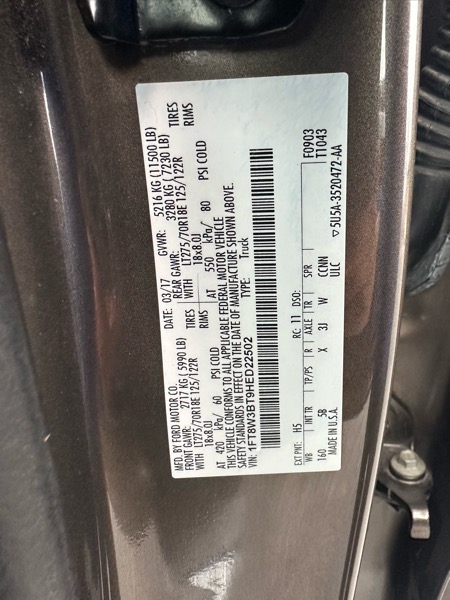 MFD. BY FORD MOTOR CO.
DATE: 03/17 GVWR: 5216 KG (11500 LB)
FRONT GAWR: 2717 KG (5990 LB) REAR GAWR: 3280 KG (7230 LB)
WITH LT275/70R18E 125/122R TIRES WITH LT275/70R18E 125/122R TIRES
18x8.0J RIMS 18x8.0J RIMS
AT 420 kPa/ 60 PSI COLD AT 550 kPa/ 80 PSI COLD
THIS VEHICLE CONFORMS TO ALL APPLICABLE FEDERAL MOTOR VEHICLE
SAFETY STANDARDS IN EFFECT ON THE DATE OF MANUFACTURE SHOWN ABOVE.
VIN: 1FT8W3BT9HED22502
TYPE: Truck
F0903
T1043
EXT PNT: H5 RC: 11 DSO:
WB INT TR TP/PS R AXLE TR SPR
160 5B X 3J W CCNN
MADE IN U.S.A. ULC
▽5U5A-3520472-AA